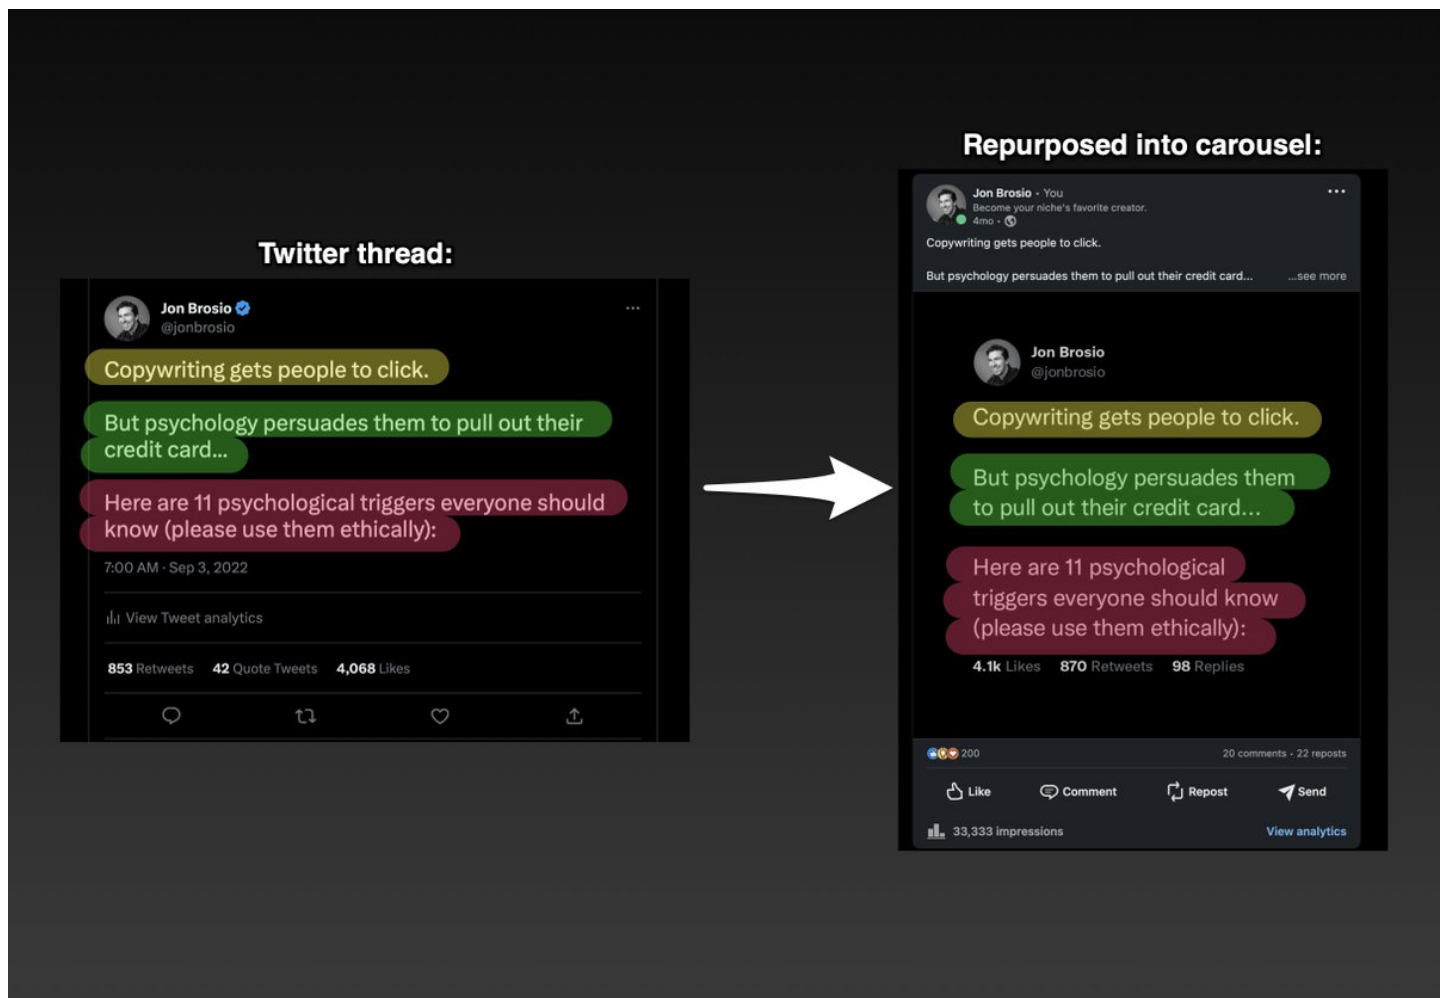 Twitter thread:
Jon Brosio
@jonbrosio
Copywriting gets people to click.
But psychology persuades them to pull out their
credit card...
Here are 11 psychological triggers everyone should
know (please use them ethically):
7:00 AM · Sep 3, 2022
View Tweet analytics
853 Retweets 42 Quote Tweets 4,068 Likes
Repurposed into carousel:
Jon Brosio • You
Become your niche's favorite creator.
4mo •
Copywriting gets people to click.
But psychology persuades them to pull out their credit card... ...see more
Jon Brosio
@jonbrosio
Copywriting gets people to click.
But psychology persuades them
to pull out their credit card...
Here are 11 psychological
triggers everyone should know
(please use them ethically):
4.1k Likes 870 Retweets 98 Replies
200 20 comments • 22 reposts
Like Comment Repost Send
33,333 impressions View analytics